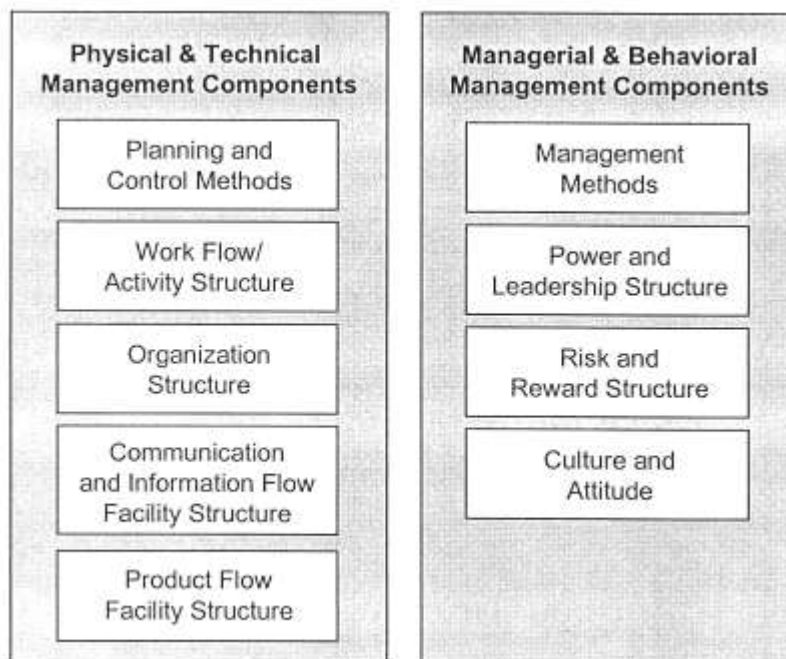 Physical & Technical
Management Components
Planning and
Control Methods
Work Flow/
Activity Structure
Organization
Structure
Communication
and Information Flow
Facility Structure
Product Flow
Facility Structure
Managerial & Behavioral
Management Components
Management
Methods
Power and
Leadership Structure
Risk and
Reward Structure
Culture and
Attitude